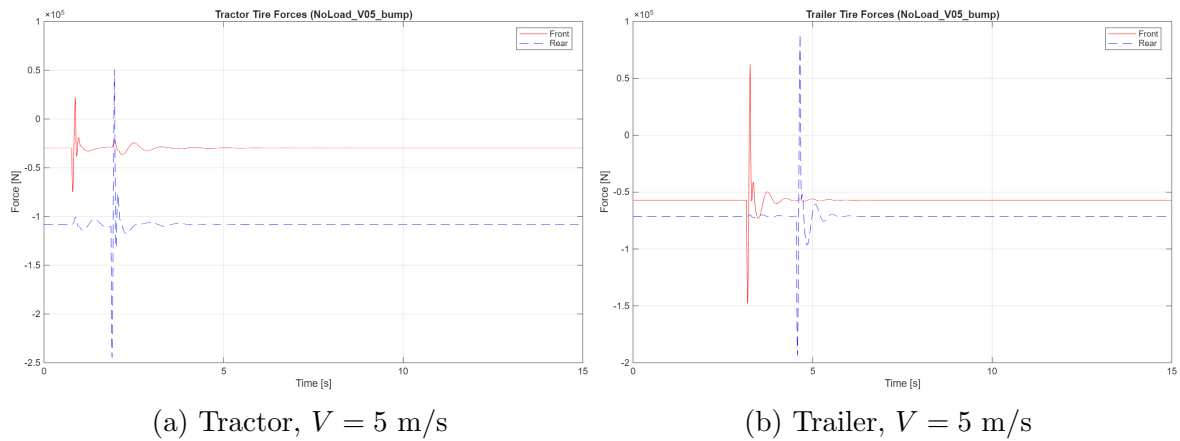 Tractor Tire Forces (NoLoad_V05_bump)
×10⁵
1
0.5
0
-0.5
-1
-1.5
-2
-2.5
Force [N]
Front
Rear
0 5 10 15
Time [s]
(a) Tractor, V = 5 m/s
Trailer Tire Forces (NoLoad_V05_bump)
×10⁵
1
0.5
0
-0.5
-1
-1.5
-2
Force [N]
Front
Rear
0 5 10 15
Time [s]
(b) Trailer, V = 5 m/s